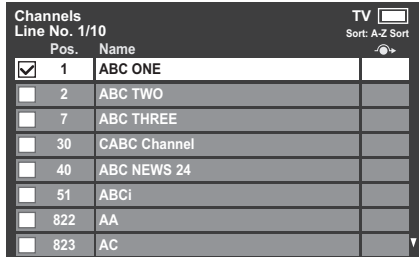 Channels TV
Line No. 1/10 Sort: A-Z Sort
Pos. Name
1 ABC ONE
2 ABC TWO
7 ABC THREE
30 CABC Channel
40 ABC NEWS 24
51 ABCi
822 AA
823 AC